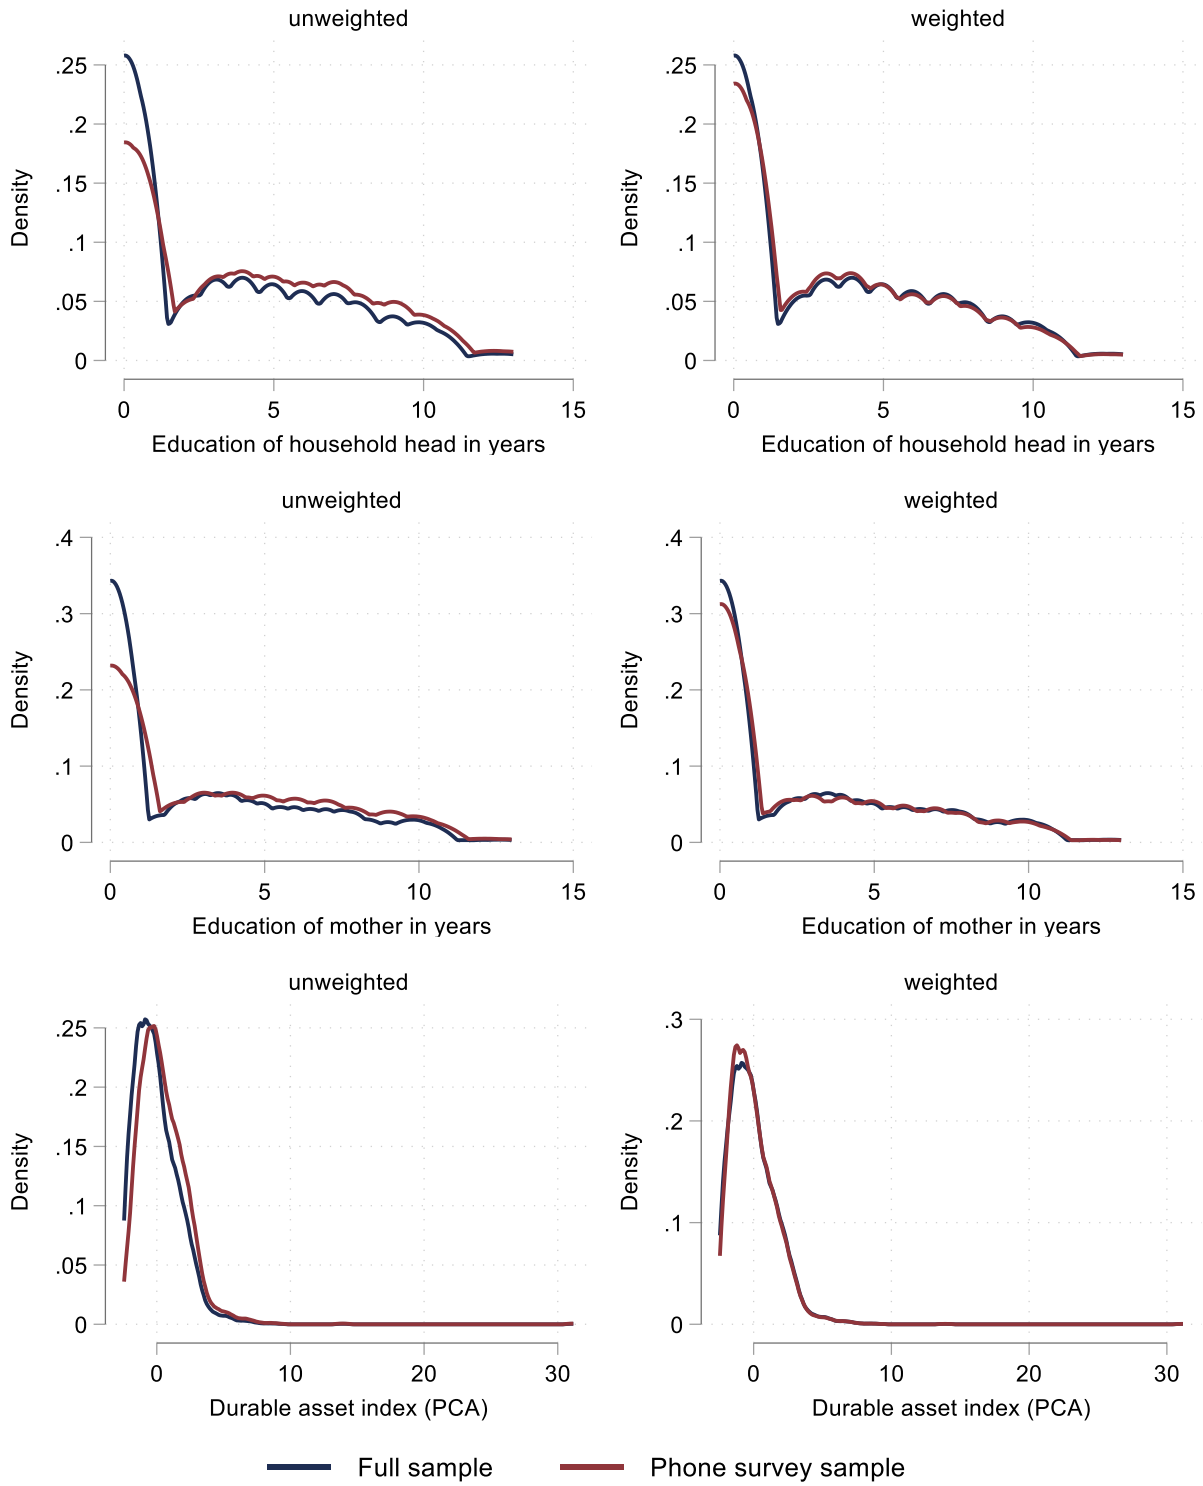 unweighted
weighted
Density
.25
.2
.15
.1
.05
0
0 5 10 15
Education of household head in years
Density
.25
.2
.15
.1
.05
0
0 5 10 15
Education of household head in years
unweighted
weighted
Density
.4
.3
.2
.1
0
0 5 10 15
Education of mother in years
Density
.4
.3
.2
.1
0
0 5 10 15
Education of mother in years
unweighted
weighted
Density
.25
.2
.15
.1
.05
0
0 10 20 30
Durable asset index (PCA)
Density
.3
.2
.1
0
0 10 20 30
Durable asset index (PCA)
Full sample
Phone survey sample